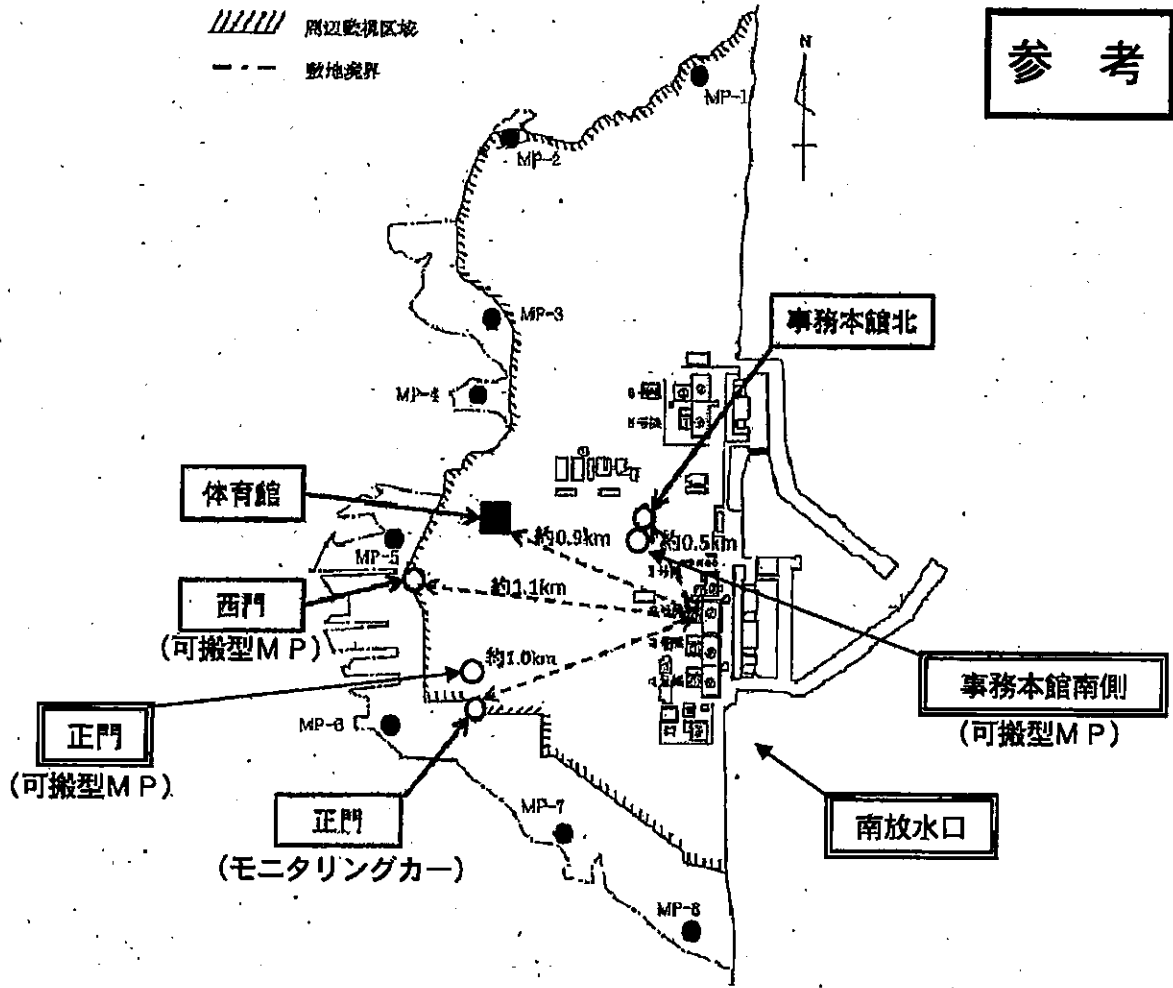 周辺監視区域
敷地境界
参 考
N
MP-1
MP-2
MP-3
事務本館北
MP-4
体育館
約0.9km
約0.5km
MP-5
約1.1km
西門
(可搬型MP)
約1.0km
事務本館南側
(可搬型MP)
正門
(可搬型MP)
MP-6
正門
(モニタリングカー)
MP-7
南放水口
MP-8